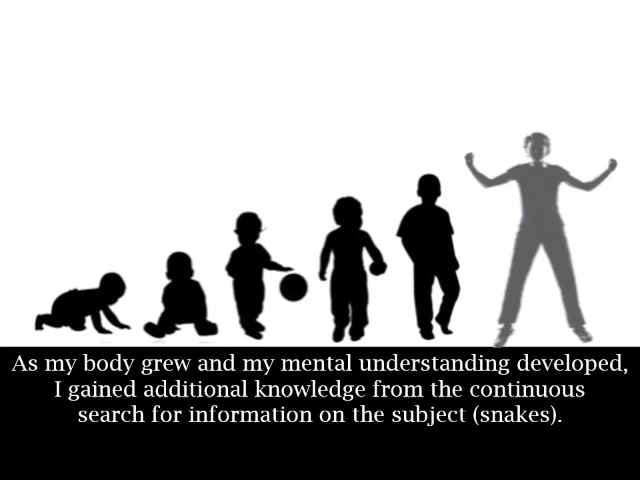 As my body grew and my mental understanding developed,
I gained additional knowledge from the continuous
search for information on the subject (snakes).